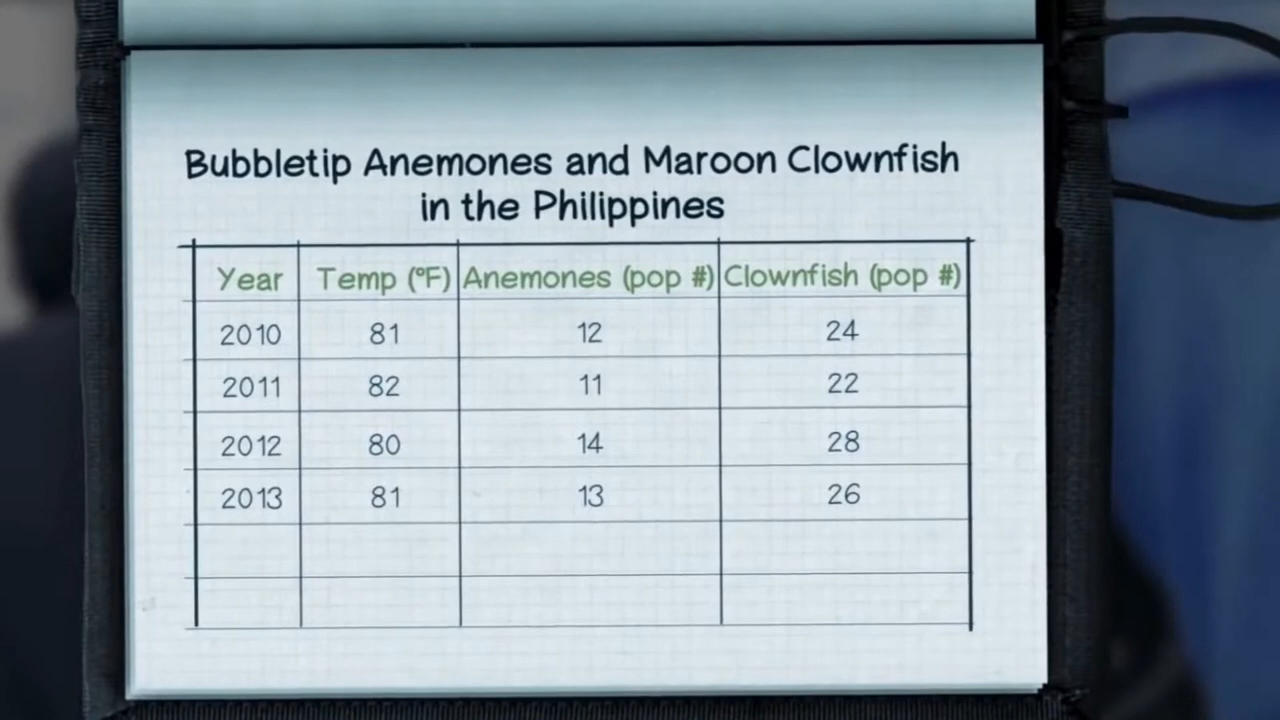 Bubbletip Anemones and Maroon Clownfish
in the Philippines
Year Temp (°F) Anemones (pop #) Clownfish (pop #)
2010 81 12 24
2011 82 11 22
2012 80 14 28
2013 81 13 26